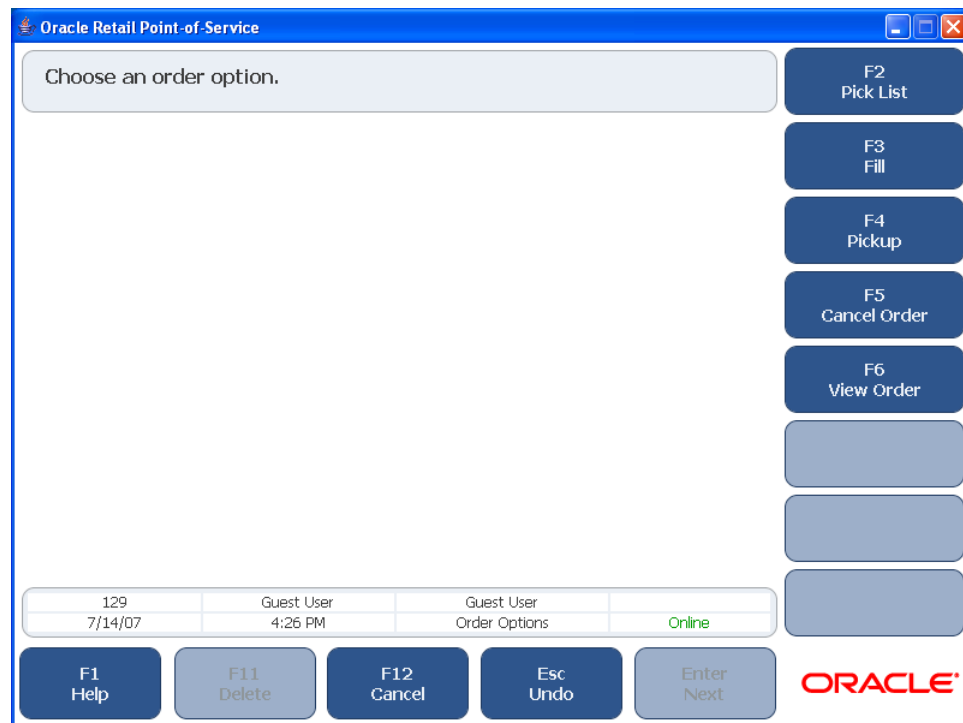 Oracle Retail Point-of-Service
Choose an order option.
F2
Pick List
F3
Fill
F4
Pickup
F5
Cancel Order
F6
View Order
129 Guest User Guest User
7/14/07 4:26 PM Order Options Online
F1
Help
F11
Delete
F12
Cancel
Esc
Undo
Enter
Next
ORACLE